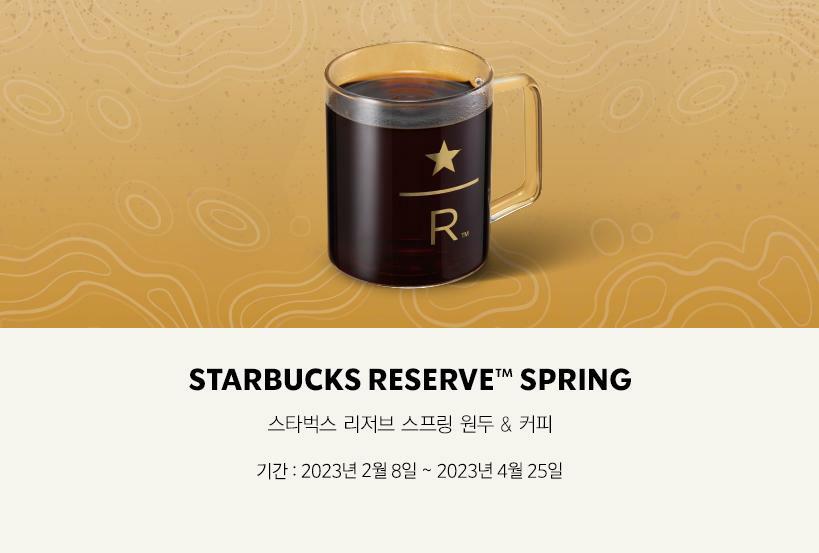 R™
STARBUCKS RESERVE™ SPRING
스타벅스 리저브 스프링 원두 & 커피
기간 : 2023년 2월 8일 ~ 2023년 4월 25일